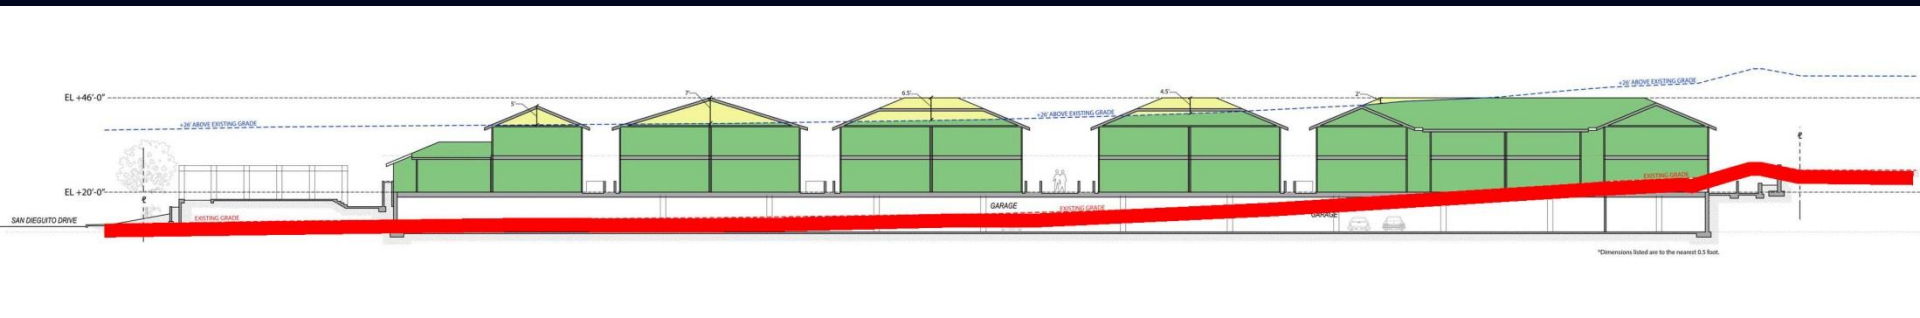 EL +46'-0"
+26' ABOVE EXISTING GRADE
5'
7'
6.5'
+26' ABOVE EXISTING GRADE
4.5'
2'
+26' ABOVE EXISTING GRADE
EL +20'-0"
SAN DIEGUITO DRIVE
EXISTING GRADE
GARAGE
EXISTING GRADE
GARAGE
EXISTING GRADE
*Dimensions listed are to the nearest 0.5 foot.